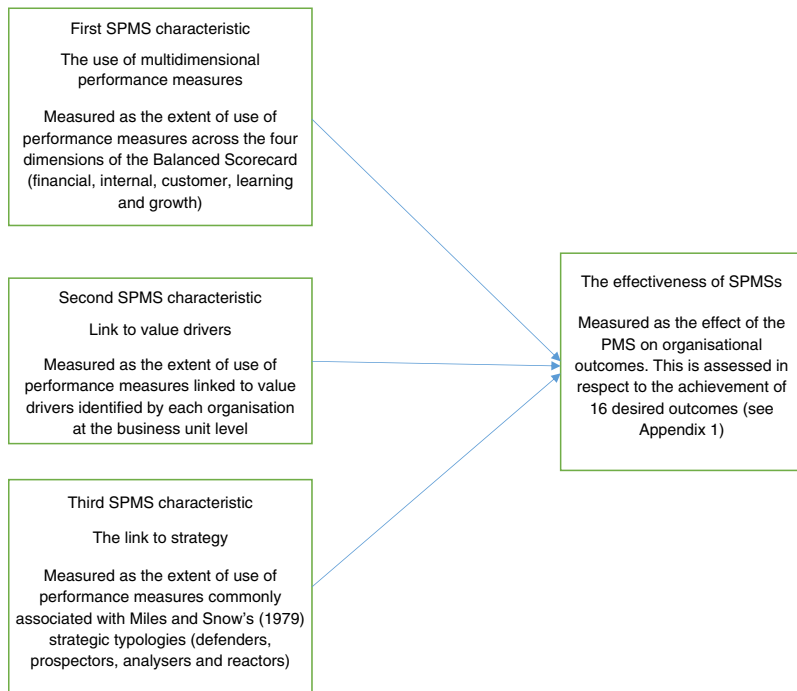 First SPMS characteristic
The use of multidimensional
performance measures
Measured as the extent of use of
performance measures across the four
dimensions of the Balanced Scorecard
(financial, internal, customer, learning
and growth)
Second SPMS characteristic
Link to value drivers
Measured as the extent of use of
performance measures linked to value
drivers identified by each organisation
at the business unit level
Third SPMS characteristic
The link to strategy
Measured as the extent of use of
performance measures commonly
associated with Miles and Snow's (1979)
strategic typologies (defenders,
prospectors, analysers and reactors)
The effectiveness of SPMSs
Measured as the effect of the
PMS on organisational
outcomes. This is assessed in
respect to the achievement of
16 desired outcomes (see
Appendix 1)